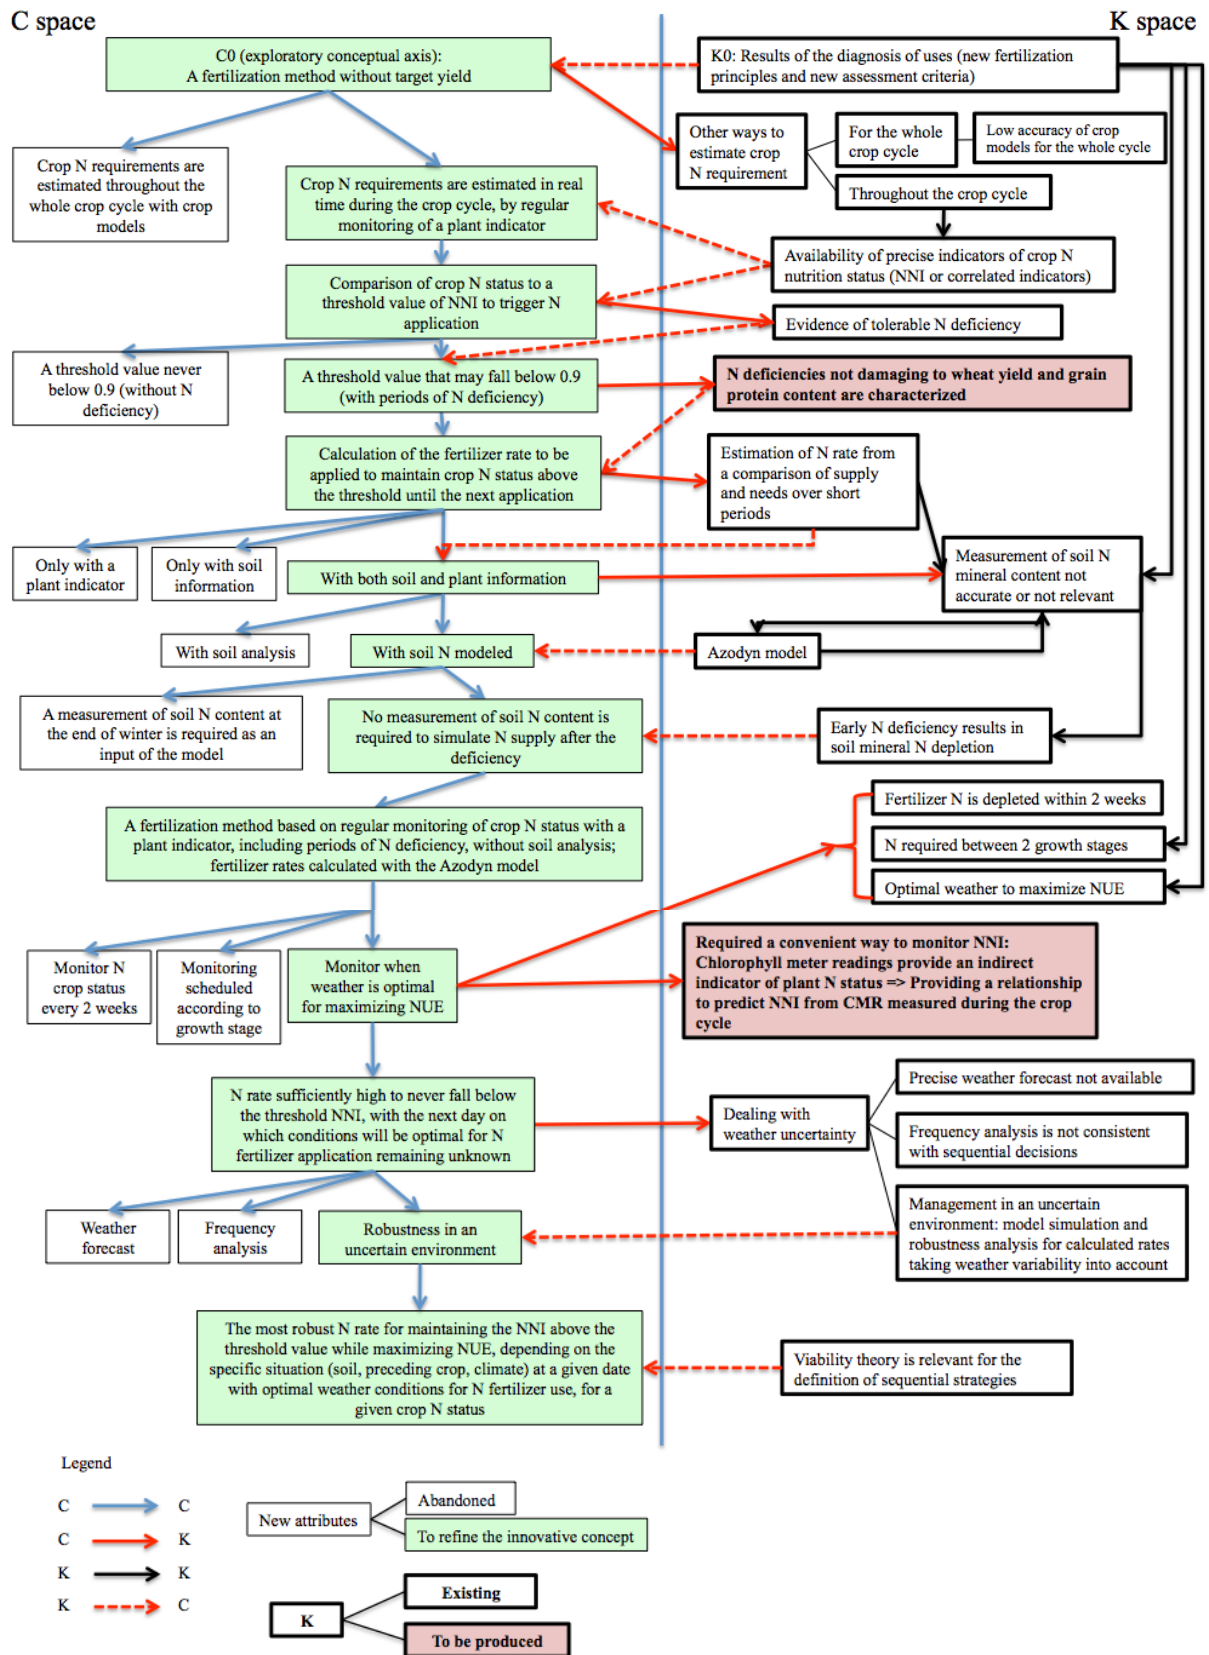 C space
K space
C0 (exploratory conceptual axis):
A fertilization method without target yield
K0: Results of the diagnosis of uses (new fertilization
principles and new assessment criteria)
Other ways to
estimate crop
N requirement
For the whole
crop cycle
Low accuracy of crop
models for the whole cycle
Throughout the crop cycle
Crop N requirements are
estimated throughout the
whole crop cycle with crop
models
Crop N requirements are estimated in real
time during the crop cycle, by regular
monitoring of a plant indicator
Availability of precise indicators of crop N
nutrition status (NNI or correlated indicators)
Comparison of crop N status to a
threshold value of NNI to trigger N
application
Evidence of tolerable N deficiency
A threshold value never
below 0.9 (without N
deficiency)
A threshold value that may fall below 0.9
(with periods of N deficiency)
N deficiencies not damaging to wheat yield and grain
protein content are characterized
Calculation of the fertilizer rate to be
applied to maintain crop N status above
the threshold until the next application
Estimation of N rate from
a comparison of supply
and needs over short
periods
Only with a
plant indicator
Only with soil
information
With both soil and plant information
Measurement of soil N
mineral content not
accurate or not relevant
With soil analysis
With soil N modeled
Azodyn model
A measurement of soil N content at
the end of winter is required as an
input of the model
No measurement of soil N content is
required to simulate N supply after the
deficiency
Early N deficiency results in
soil mineral N depletion
A fertilization method based on regular monitoring of crop N status with a
plant indicator, including periods of N deficiency, without soil analysis;
fertilizer rates calculated with the Azodyn model
Fertilizer N is depleted within 2 weeks
N required between 2 growth stages
Optimal weather to maximize NUE
Monitor N
crop status
every 2 weeks
Monitoring
scheduled
according to
growth stage
Monitor when
weather is optimal
for maximizing NUE
Required a convenient way to monitor NNI:
Chlorophyll meter readings provide an indirect
indicator of plant N status => Providing a relationship
to predict NNI from CMR measured during the crop
cycle
N rate sufficiently high to never fall below
the threshold NNI, with the next day on
which conditions will be optimal for N
fertilizer application remaining unknown
Dealing with
weather uncertainty
Precise weather forecast not available
Frequency analysis is not consistent
with sequential decisions
Management in an uncertain
environment: model simulation and
robustness analysis for calculated rates
taking weather variability into account
Weather
forecast
Frequency
analysis
Robustness in an
uncertain environment
The most robust N rate for maintaining the NNI above the
threshold value while maximizing NUE, depending on the
specific situation (soil, preceding crop, climate) at a given date
with optimal weather conditions for N fertilizer use, for a
given crop N status
Viability theory is relevant for the
definition of sequential strategies
Legend
C C
C K
K K
K C
New attributes
Abandoned
To refine the innovative concept
K
Existing
To be produced